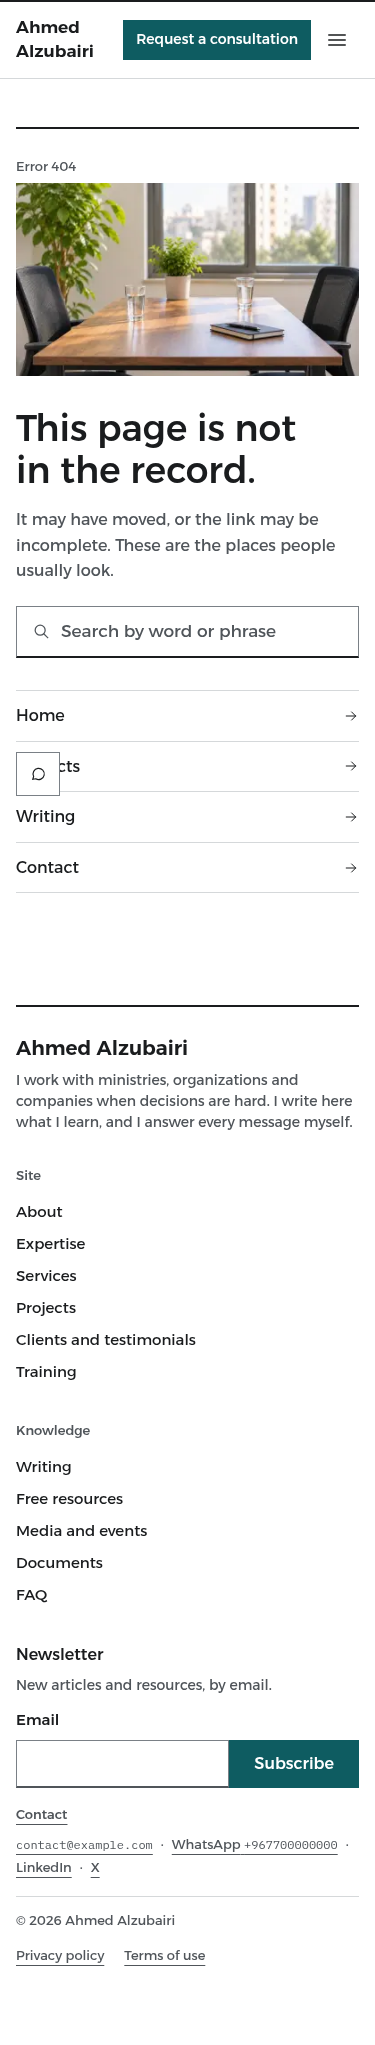 Ahmed
Alzubairi
Request a consultation
Error 404
This page is not
in the record.
It may have moved, or the link may be
incomplete. These are the places people
usually look.
Search by word or phrase
Home
cts
Writing
Contact
Ahmed Alzubairi
I work with ministries, organizations and
companies when decisions are hard. I write here
what I learn, and I answer every message myself.
Site
About
Expertise
Services
Projects
Clients and testimonials
Training
Knowledge
Writing
Free resources
Media and events
Documents
FAQ
Newsletter
New articles and resources, by email.
Email
Subscribe
Contact
contact@example.com · WhatsApp +967700000000 ·
LinkedIn · X
© 2026 Ahmed Alzubairi
Privacy policy Terms of use